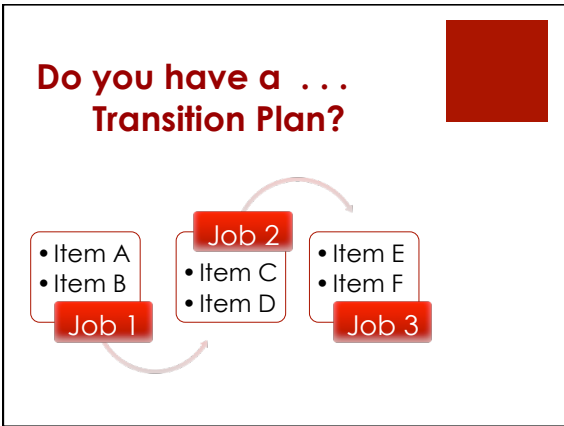 Do you have a ...
Transition Plan?
• Item A
• Item B
Job 1
Job 2
• Item C
• Item D
• Item E
• Item F
Job 3